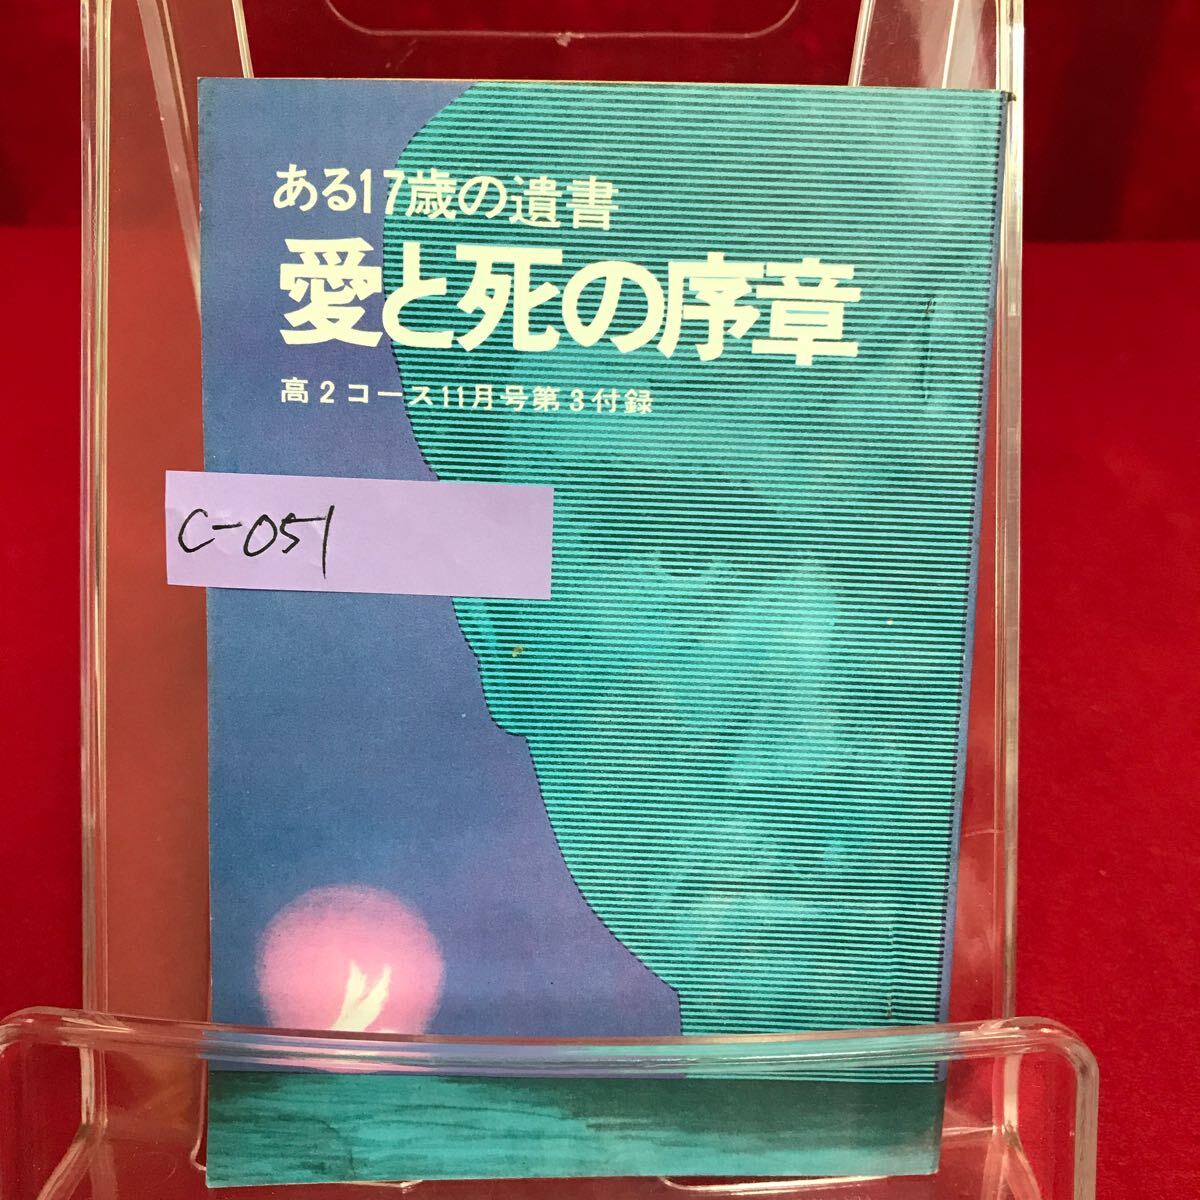 ある17歳の遺書
愛と死の序章
高2コース11月号第3付録
C-051